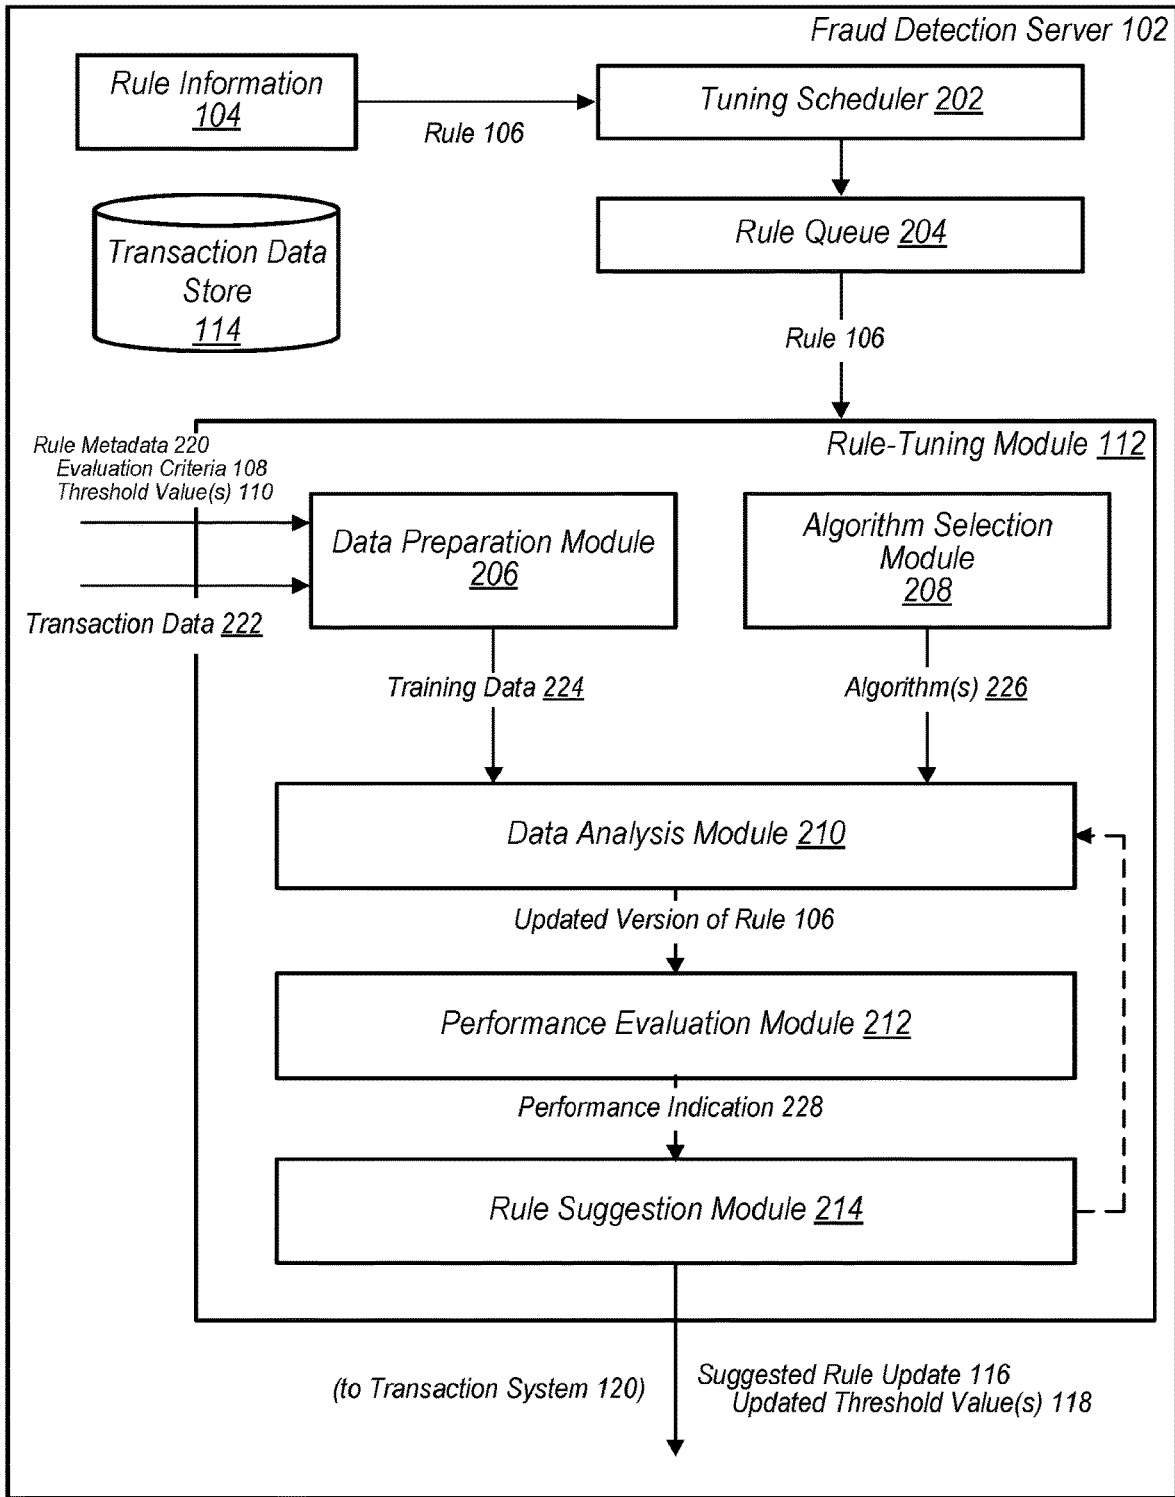 Fraud Detection Server 102
Rule Information
104
Rule 106
Tuning Scheduler 202
Rule Queue 204
Transaction Data
Store
114
Rule 106
Rule-Tuning Module 112
Rule Metadata 220
Evaluation Criteria 108
Threshold Value(s) 110
Data Preparation Module
206
Algorithm Selection
Module
208
Transaction Data 222
Training Data 224
Algorithm(s) 226
Data Analysis Module 210
Updated Version of Rule 106
Performance Evaluation Module 212
Performance Indication 228
Rule Suggestion Module 214
(to Transaction System 120)
Suggested Rule Update 116
Updated Threshold Value(s) 118